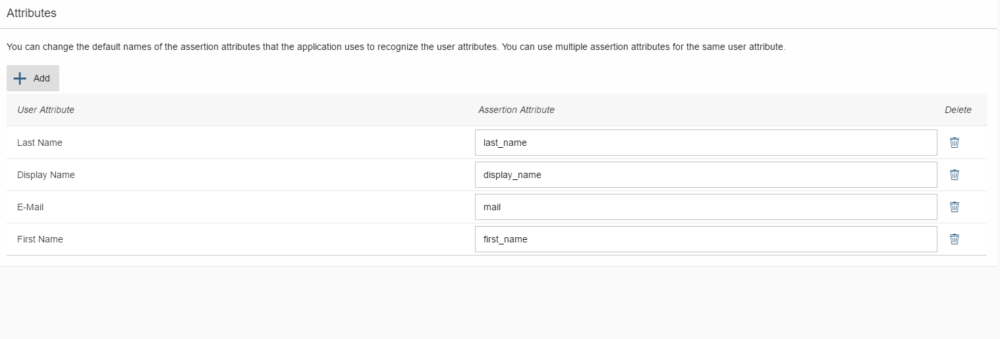 Attributes
You can change the default names of the assertion attributes that the application uses to recognize the user attributes. You can use multiple assertion attributes for the same user attribute.
Add
User Attribute Assertion Attribute Delete
Last Name last_name
Display Name display_name
E-Mail mail
First Name first_name